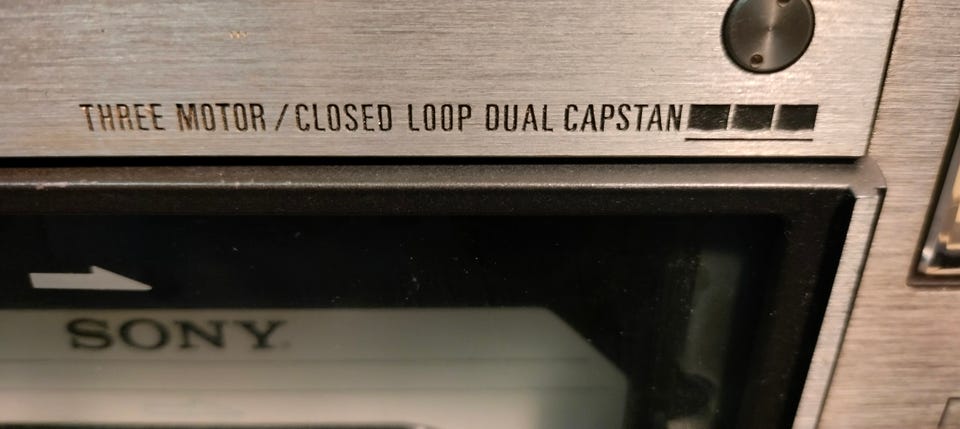 THREE MOTOR/CLOSED LOOP DUAL CAPSTAN
SONY